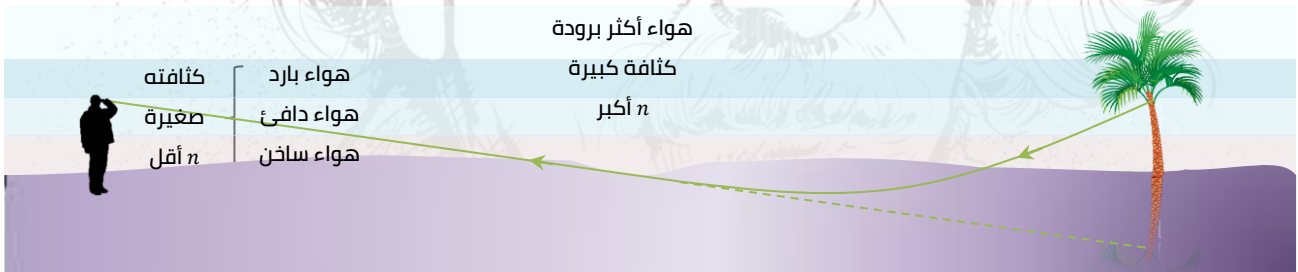 هواء أكثر برودة
كثافة كبيرة
n أكبر
هواء بارد
هواء دافئ
هواء ساخن
كثافته
صغيرة
n أقل